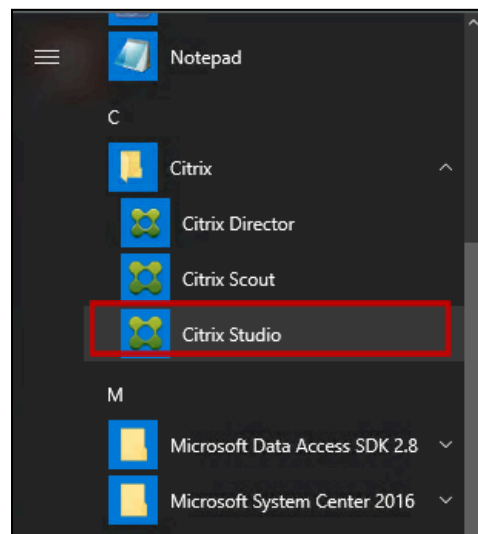 Notepad
C
Citrix
Citrix Director
Citrix Scout
Citrix Studio
M
Microsoft Data Access SDK 2.8
Microsoft System Center 2016